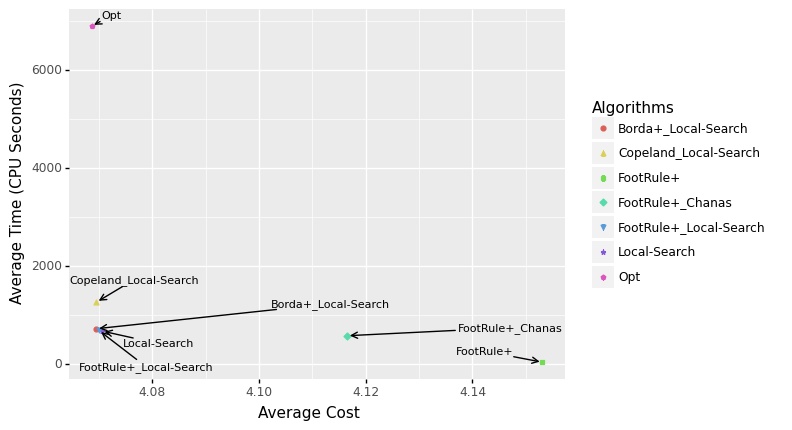 Opt
6000
4000
2000
0
Average Time (CPU Seconds)
Copeland_Local-Search
Borda+_Local-Search
Local-Search
FootRule+_Local-Search
FootRule+_Chanas
FootRule+
4.08
4.10
4.12
4.14
Average Cost
Algorithms
Borda+_Local-Search
Copeland_Local-Search
FootRule+
FootRule+_Chanas
FootRule+_Local-Search
Local-Search
Opt